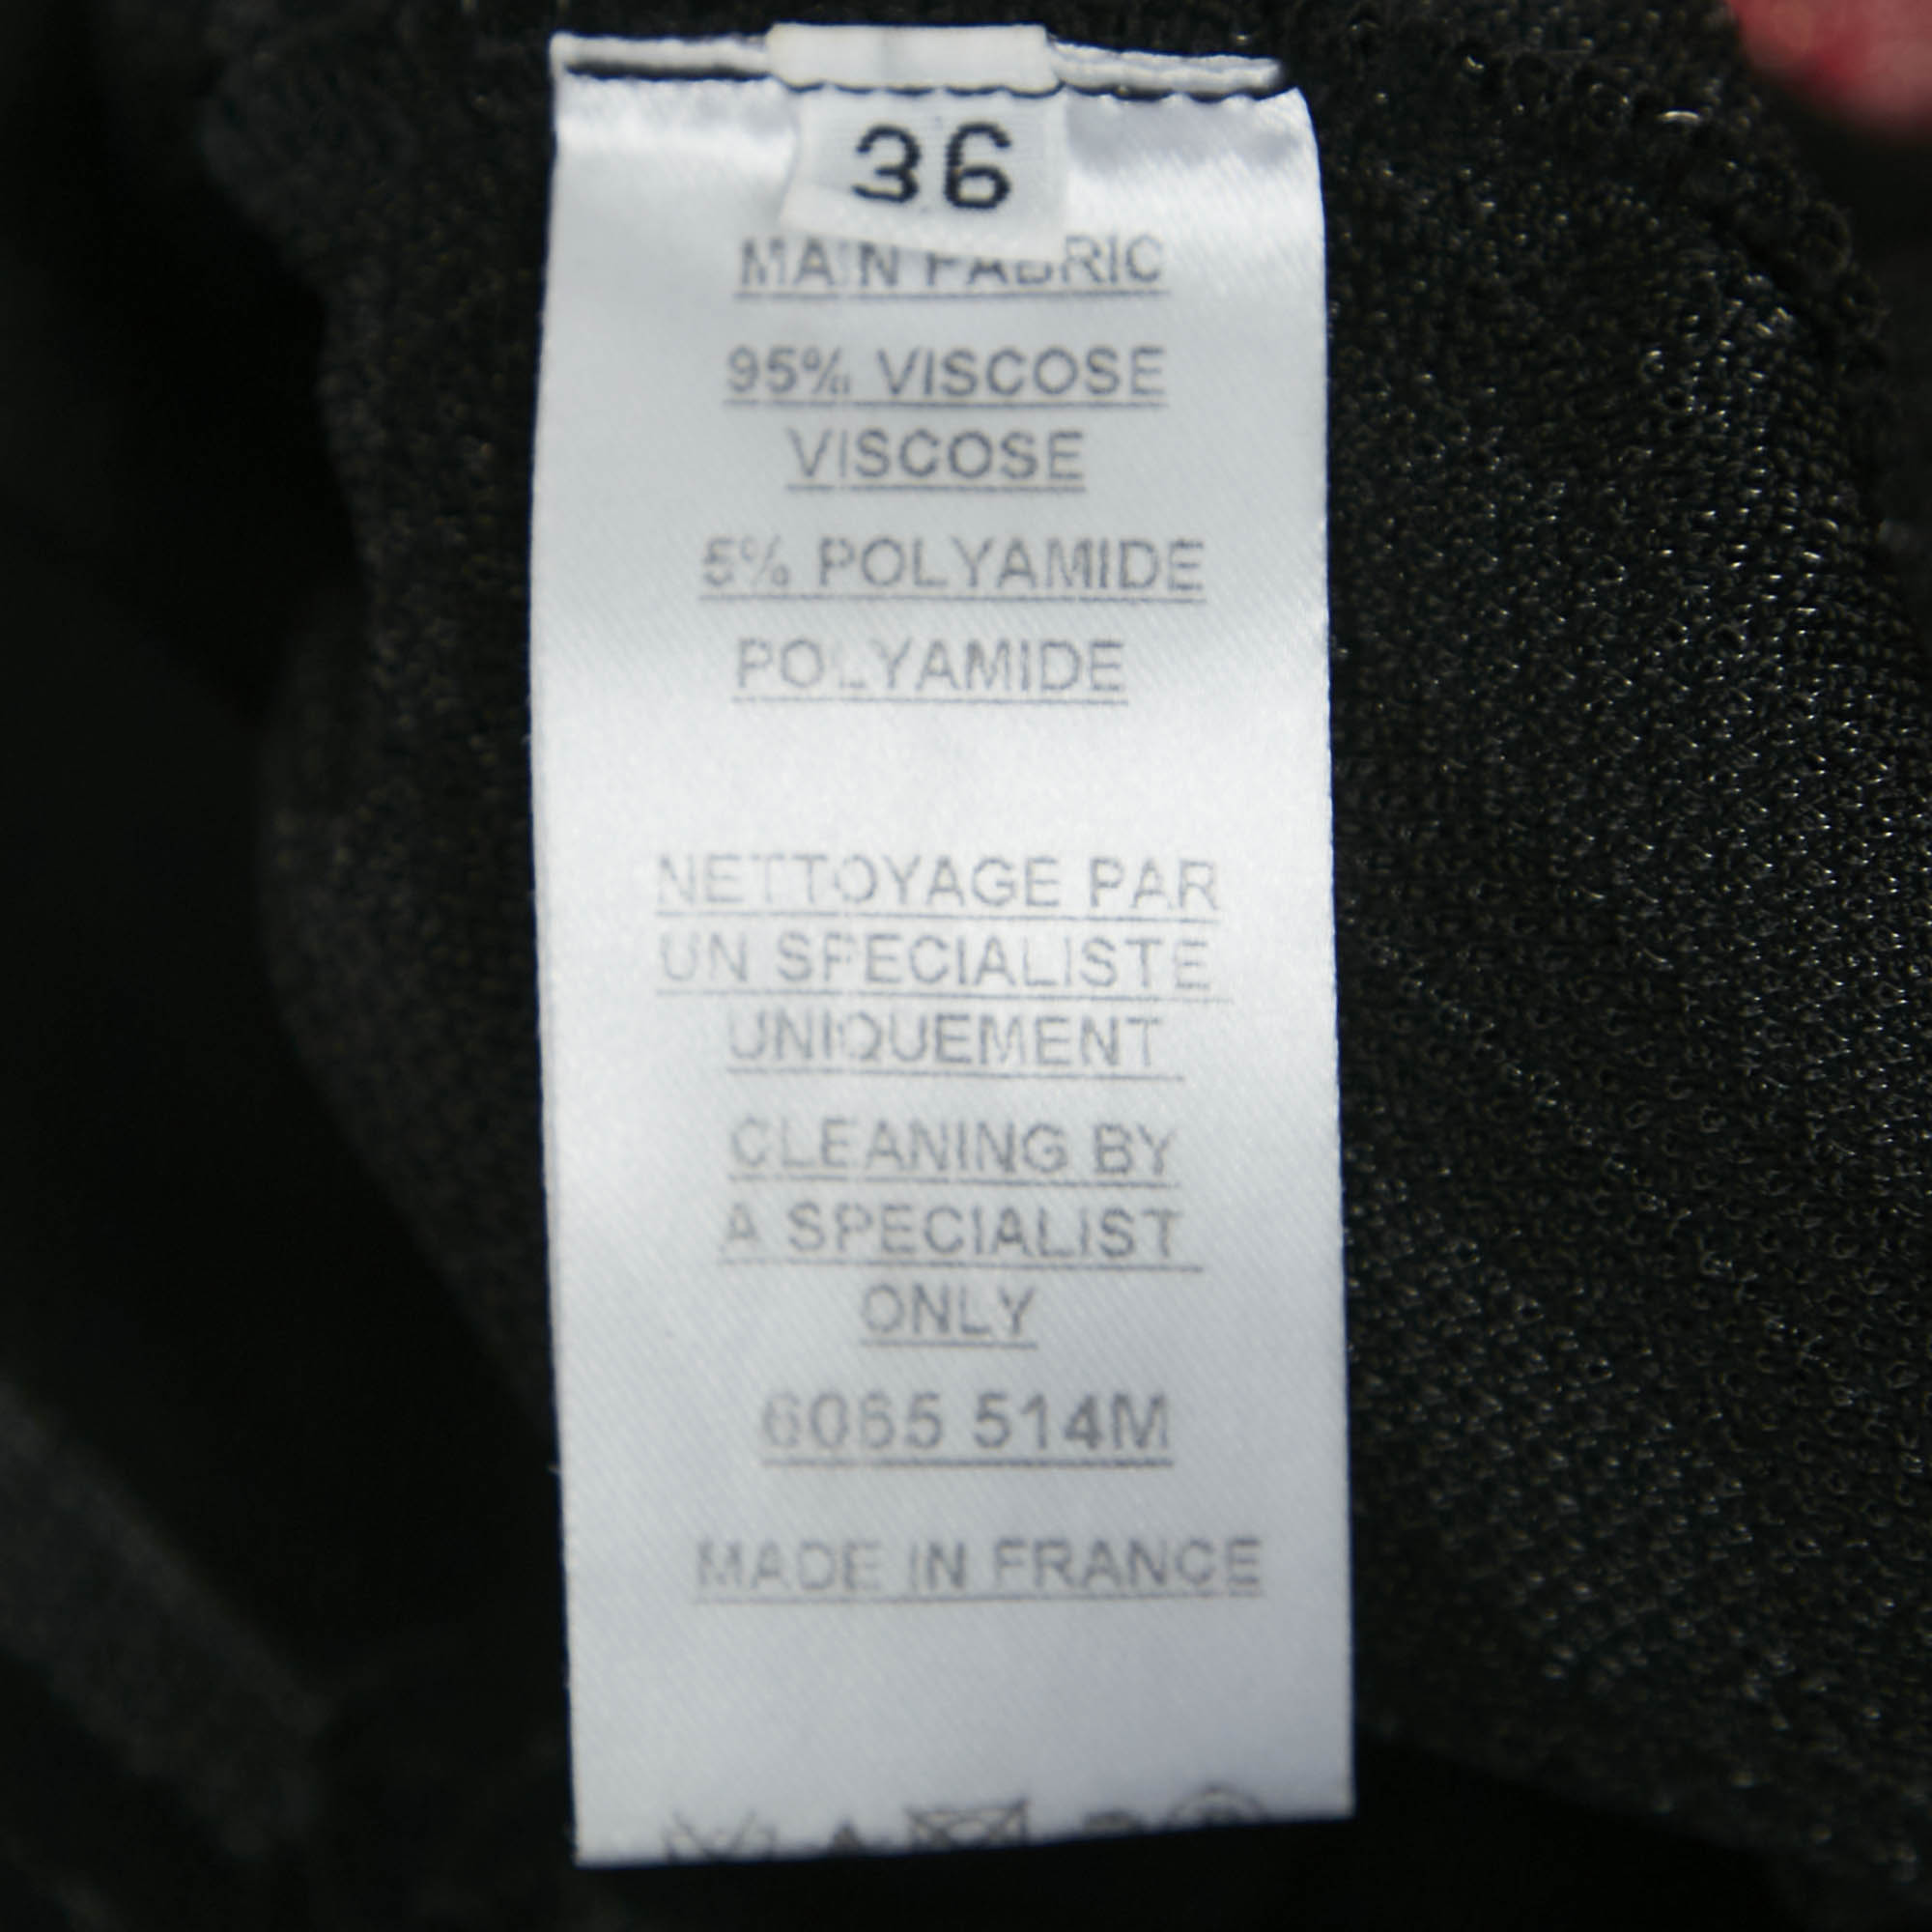 36
MAIN FABRIC
95% VISCOSE
VISCOSE
5% POLYAMIDE
POLYAMIDE
NETTOYAGE PAR
UN SPECIALISTE
UNIQUEMENT
CLEANING BY
A SPECIALIST
ONLY
6065 514M
MADE IN FRANCE